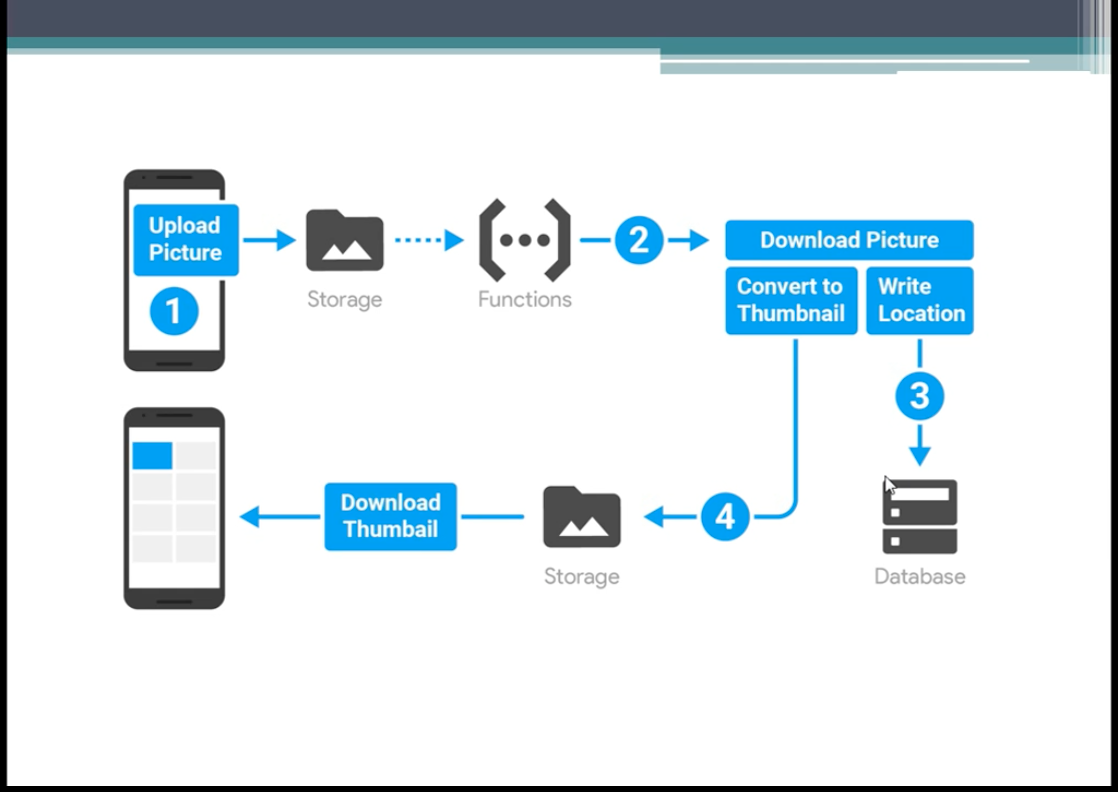 Upload
Picture
1
Storage
Functions
2
Download Picture
Convert to
Thumbnail
Write
Location
3
Download
Thumbail
Storage
4
Database